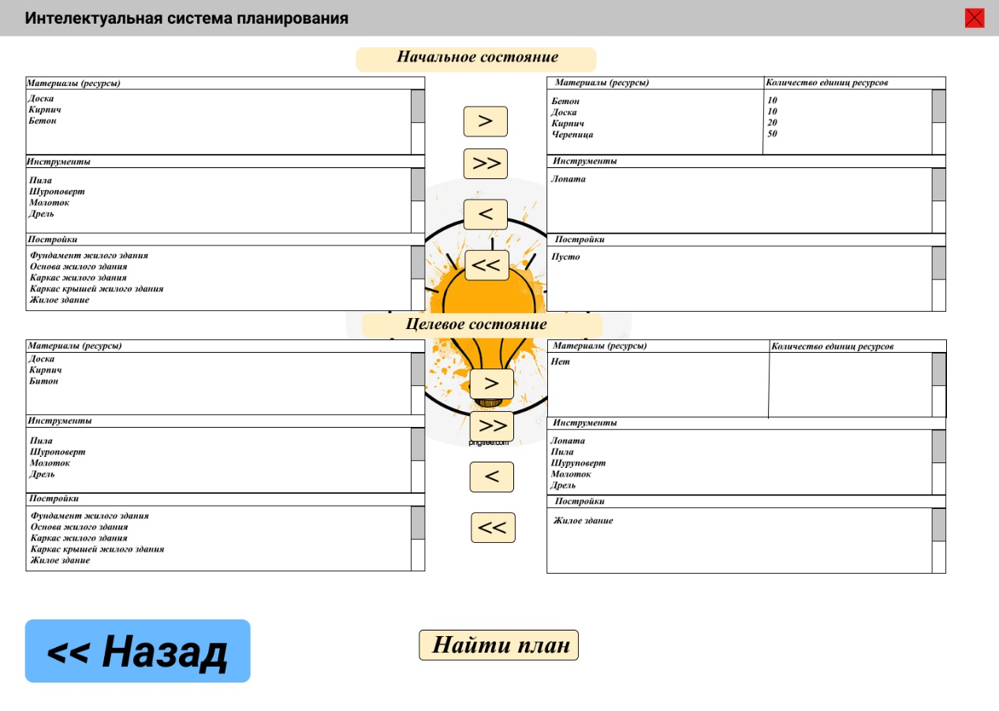 Интелектуальная система планирования
Начальное состояние
Материалы (ресурсы)
Доска
Кирпич
Бетон
Инструменты
Пила
Шуроповерт
Молоток
Дрель
Постройки
Фундамент жилого здания
Основа жилого здания
Каркас жилого здания
Каркас крышей жилого здания
Жилое здание
>
>>
<
<<
Материалы (ресурсы) Количество единиц ресурсов
Бетон 10
Доска 10
Кирпич 20
Черепица 50
Инструменты
Лопата
Постройки
Пусто
Целевое состояние
Материалы (ресурсы)
Доска
Кирпич
Битон
Инструменты
Пила
Шуроповерт
Молоток
Дрель
Постройки
Фундамент жилого здания
Основа жилого здания
Каркас жилого здания
Каркас крышей жилого здания
Жилое здание
>
>>
pngtree.com
<
<<
Материалы (ресурсы) Количество единиц ресурсов
Нет
Инструменты
Лопата
Пила
Шуруповерт
Молоток
Дрель
Постройки
Жилое здание
<< Назад
Найти план